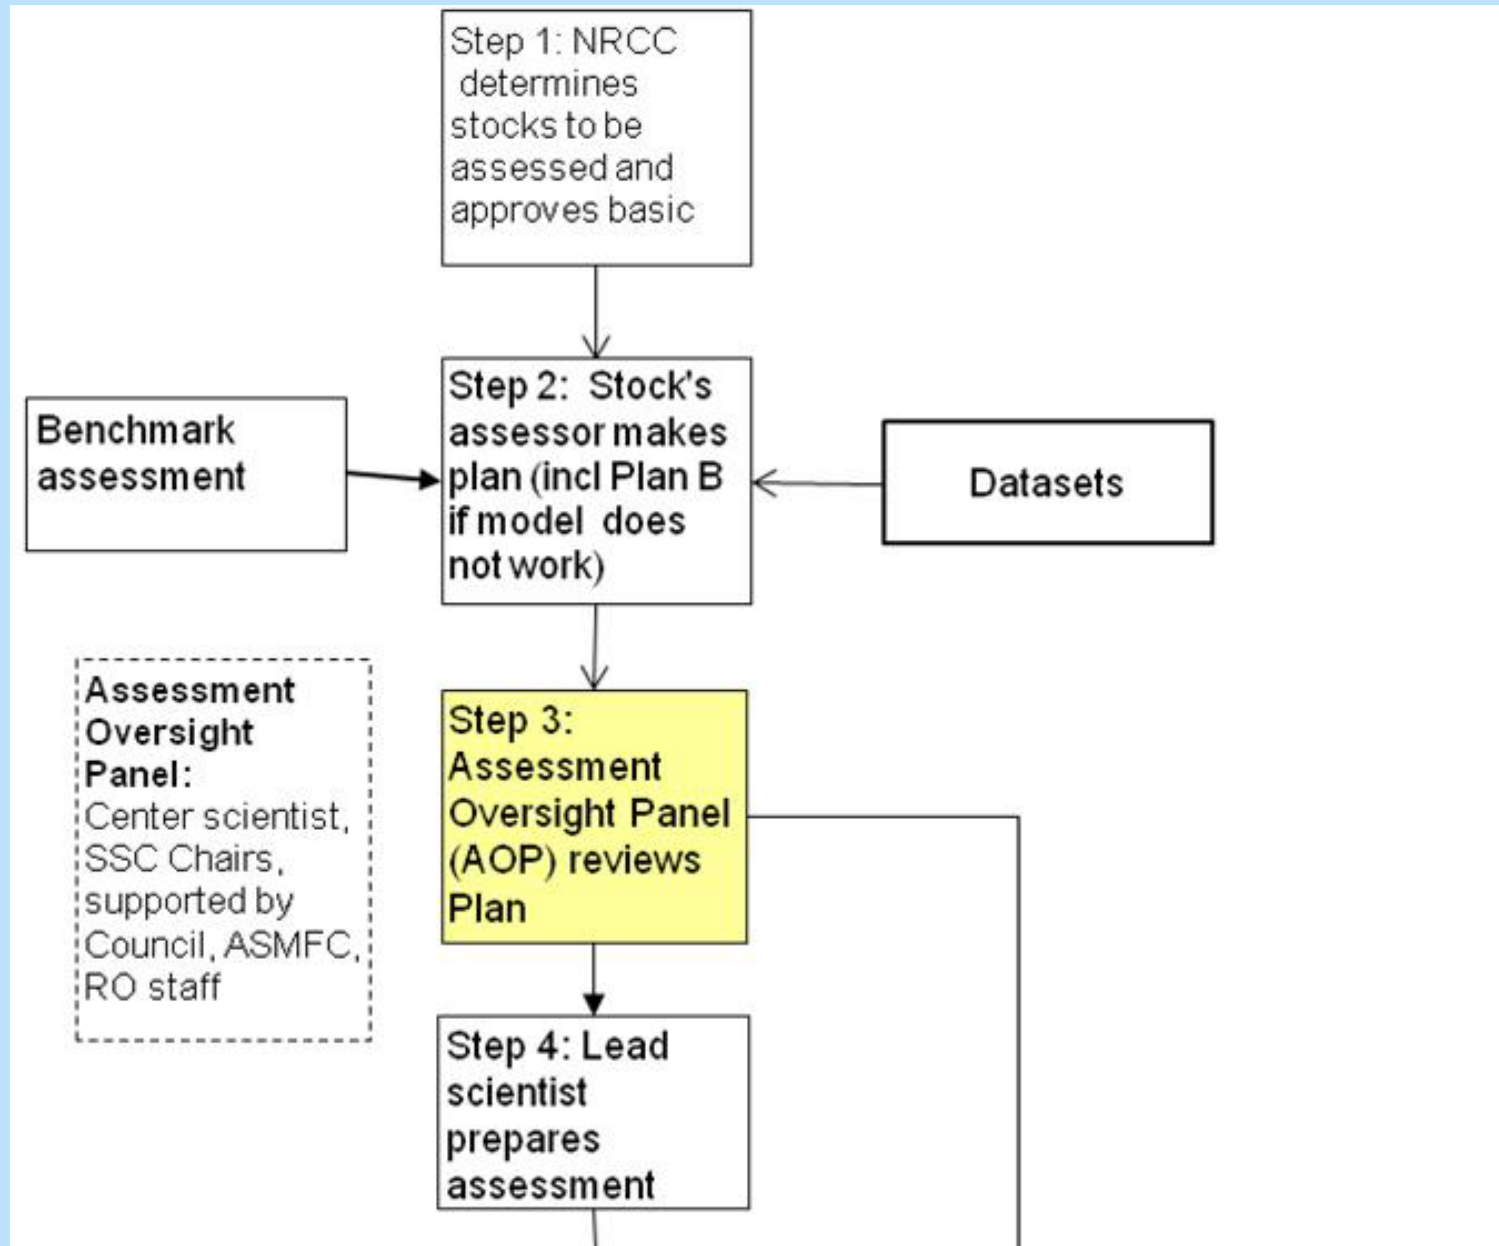 Step 1: NRCC
determines
stocks to be
assessed and
approves basic
Step 2: Stock's
assessor makes
plan (incl Plan B
if model does
not work)
Benchmark
assessment
Datasets
Assessment
Oversight
Panel:
Center scientist,
SSC Chairs,
supported by
Council, ASMFC,
RO staff
Step 3:
Assessment
Oversight Panel
(AOP) reviews
Plan
Step 4: Lead
scientist
prepares
assessment